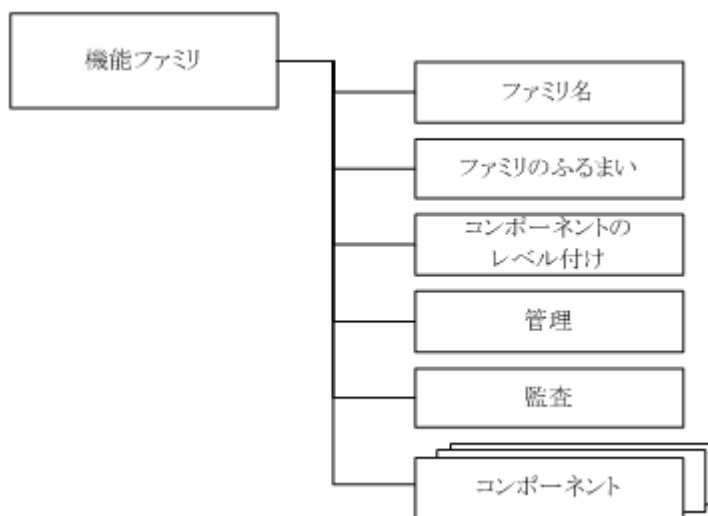 機能ファミリ
ファミリ名
ファミリのふるまい
コンポーネントの
レベル付け
管理
監査
コンポーネント